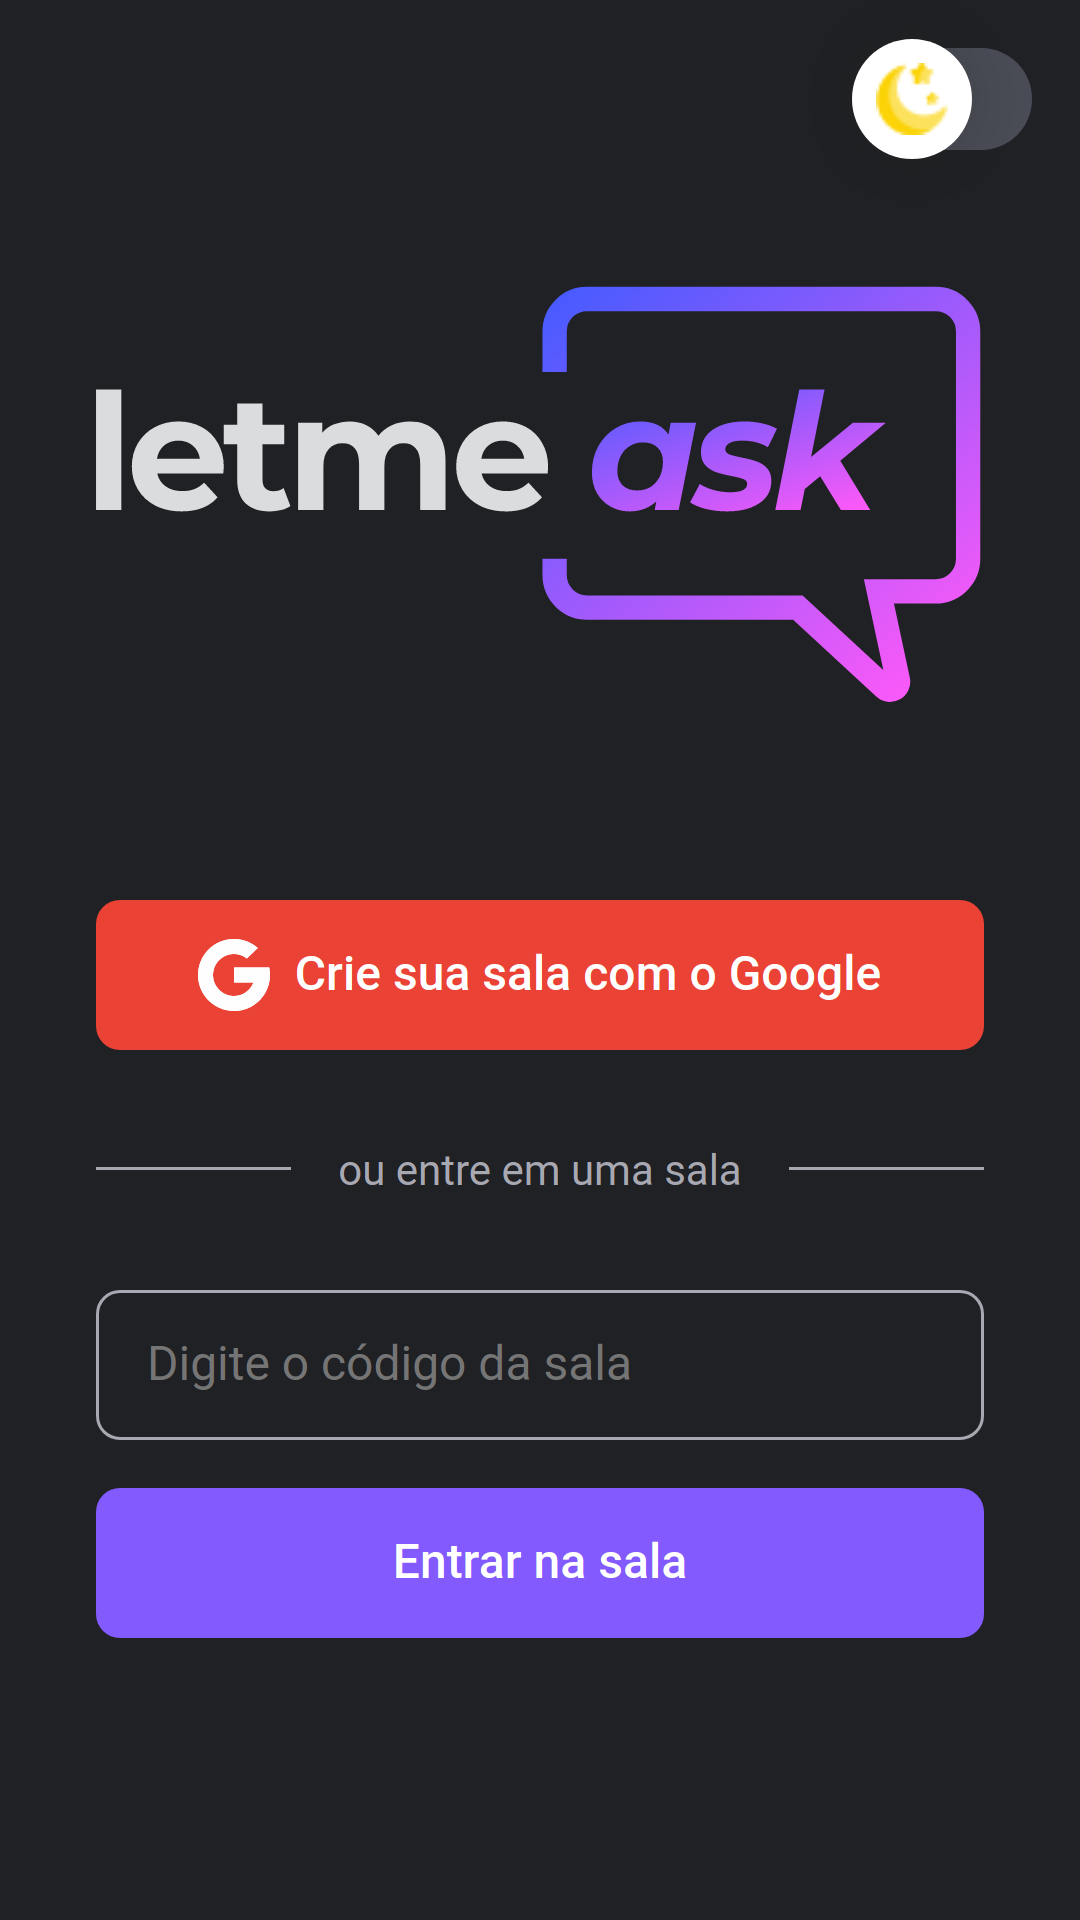 letme ask
Crie sua sala com o Google
ou entre em uma sala
Digite o código da sala
Entrar na sala